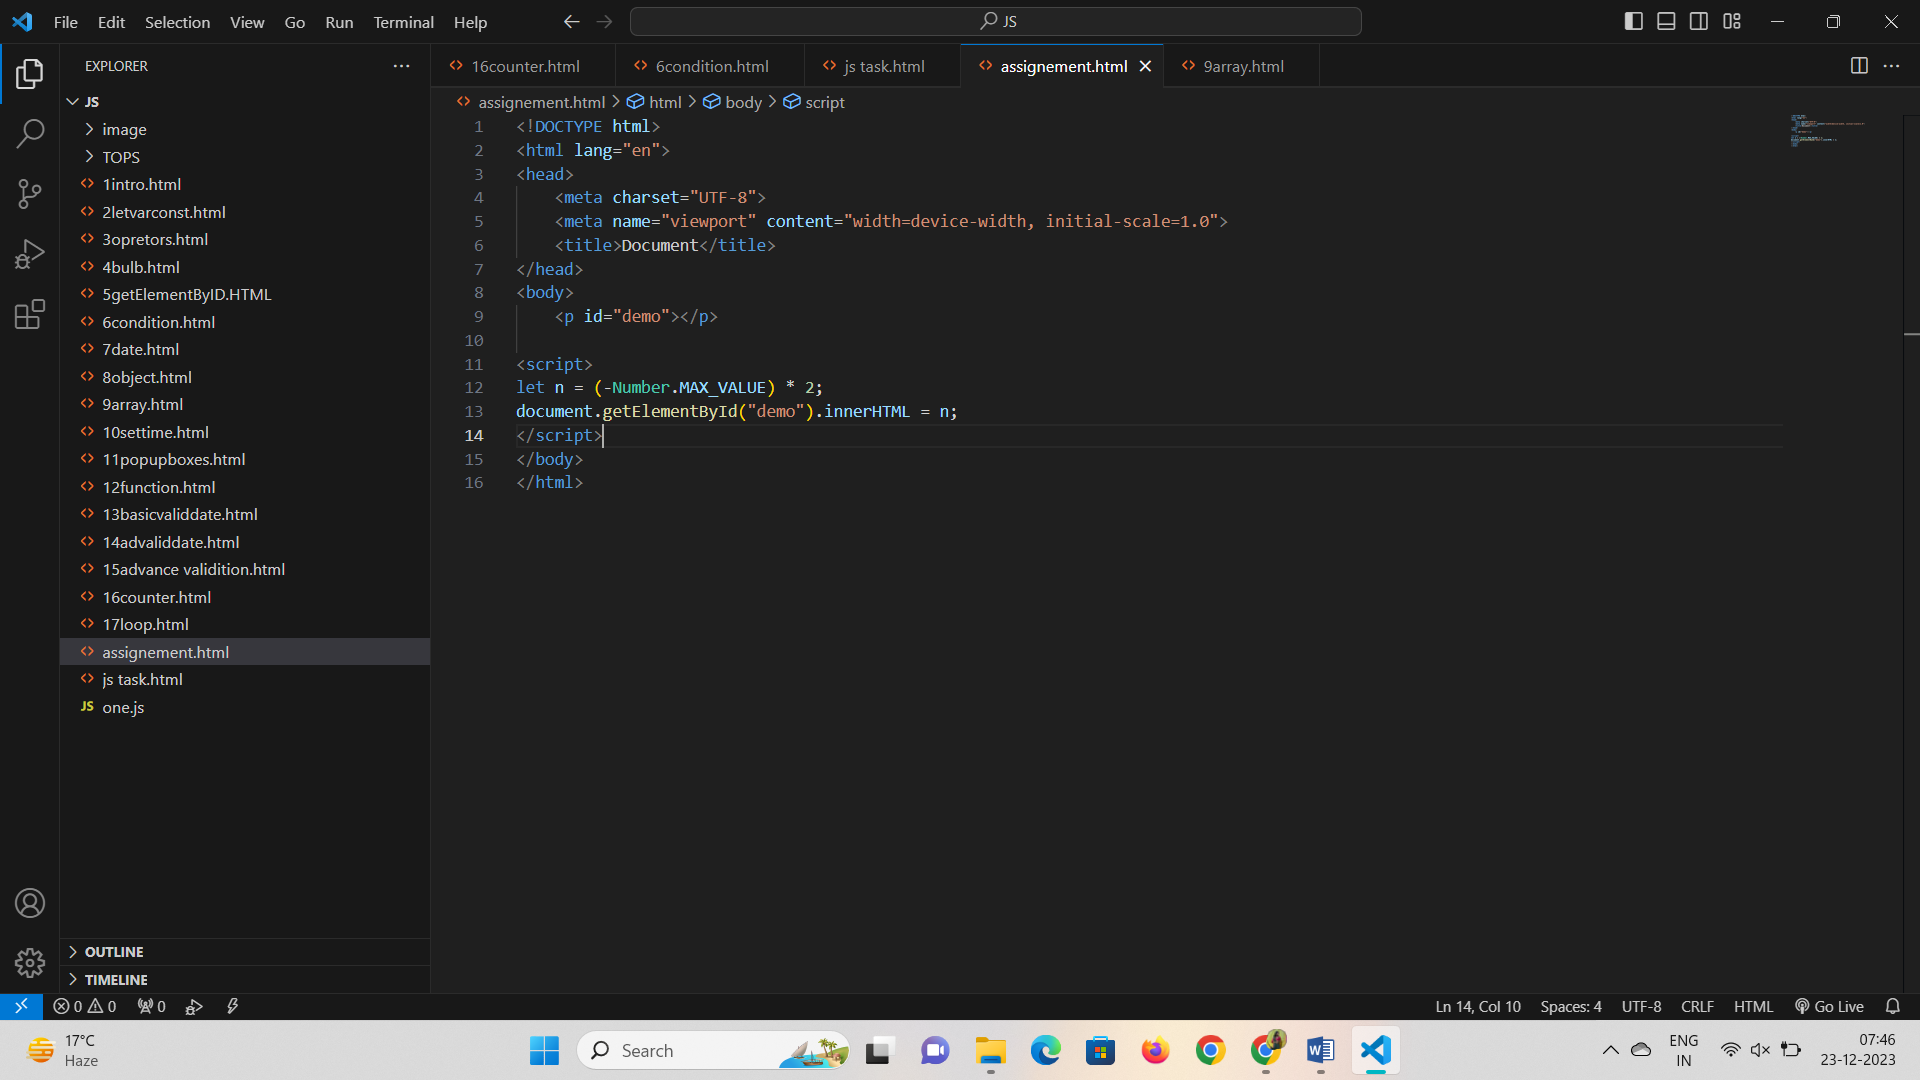 File Edit Selection View Go Run Terminal Help
JS
EXPLORER
JS
image
TOPS
1intro.html
2letvarconst.html
3opretors.html
4bulb.html
5getElementByID.HTML
6condition.html
7date.html
8object.html
9array.html
10settime.html
11popupboxes.html
12function.html
13basicvaliddate.html
14advaliddate.html
15advance validition.html
16counter.html
17loop.html
assignement.html
js task.html
JS one.js
OUTLINE
TIMELINE
16counter.html 6condition.html js task.html assignement.html 9array.html
assignement.html > html > body > script
1 <!DOCTYPE html>
2 <html lang="en">
3 <head>
4     <meta charset="UTF-8">
5     <meta name="viewport" content="width=device-width, initial-scale=1.0">
6     <title>Document</title>
7 </head>
8 <body>
9     <p id="demo"></p>
10
11 <script>
12 let n = (-Number.MAX_VALUE) * 2;
13 document.getElementById("demo").innerHTML = n;
14 </script>
15 </body>
16 </html>
0 0 0 Ln 14, Col 10 Spaces: 4 UTF-8 CRLF HTML Go Live
17°C
Haze
Search
ENG
IN
07:46
23-12-2023